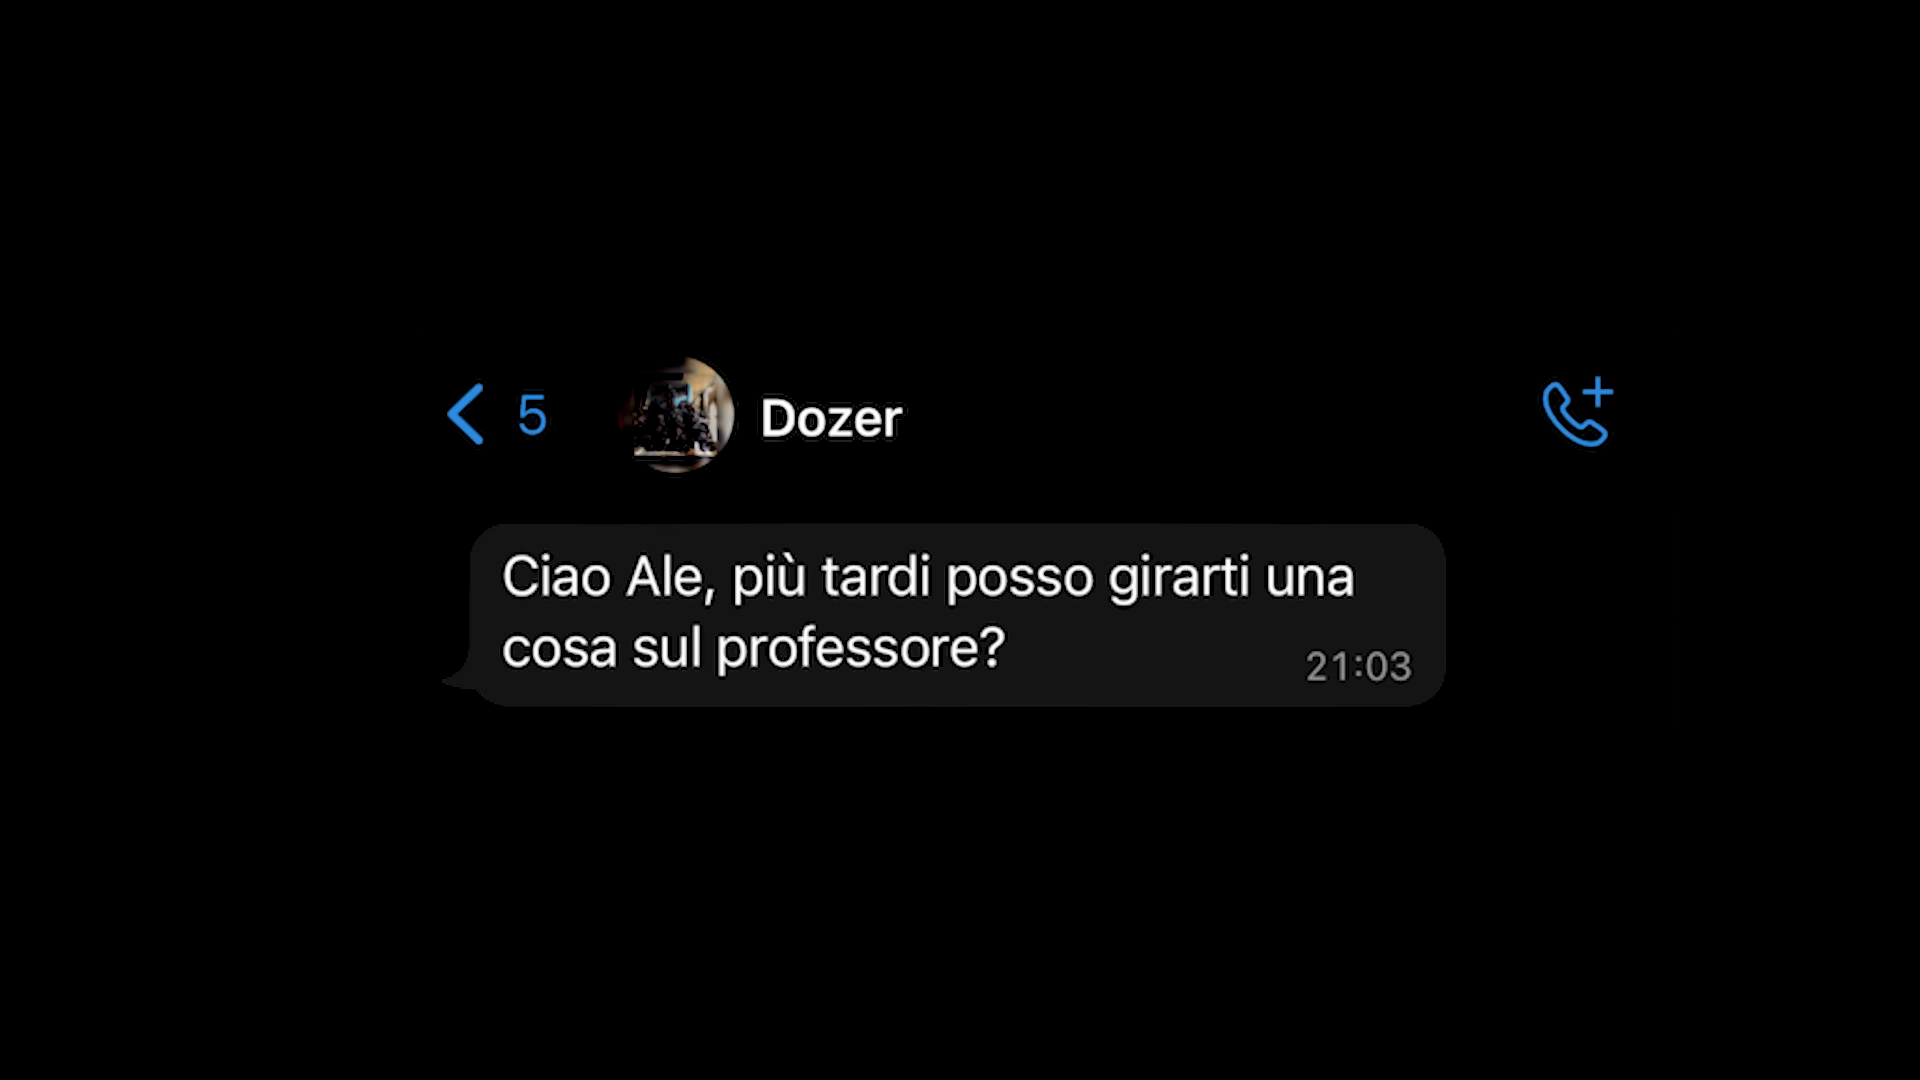 5
Dozer
Ciao Ale, più tardi posso girarti una
cosa sul professore?
21:03